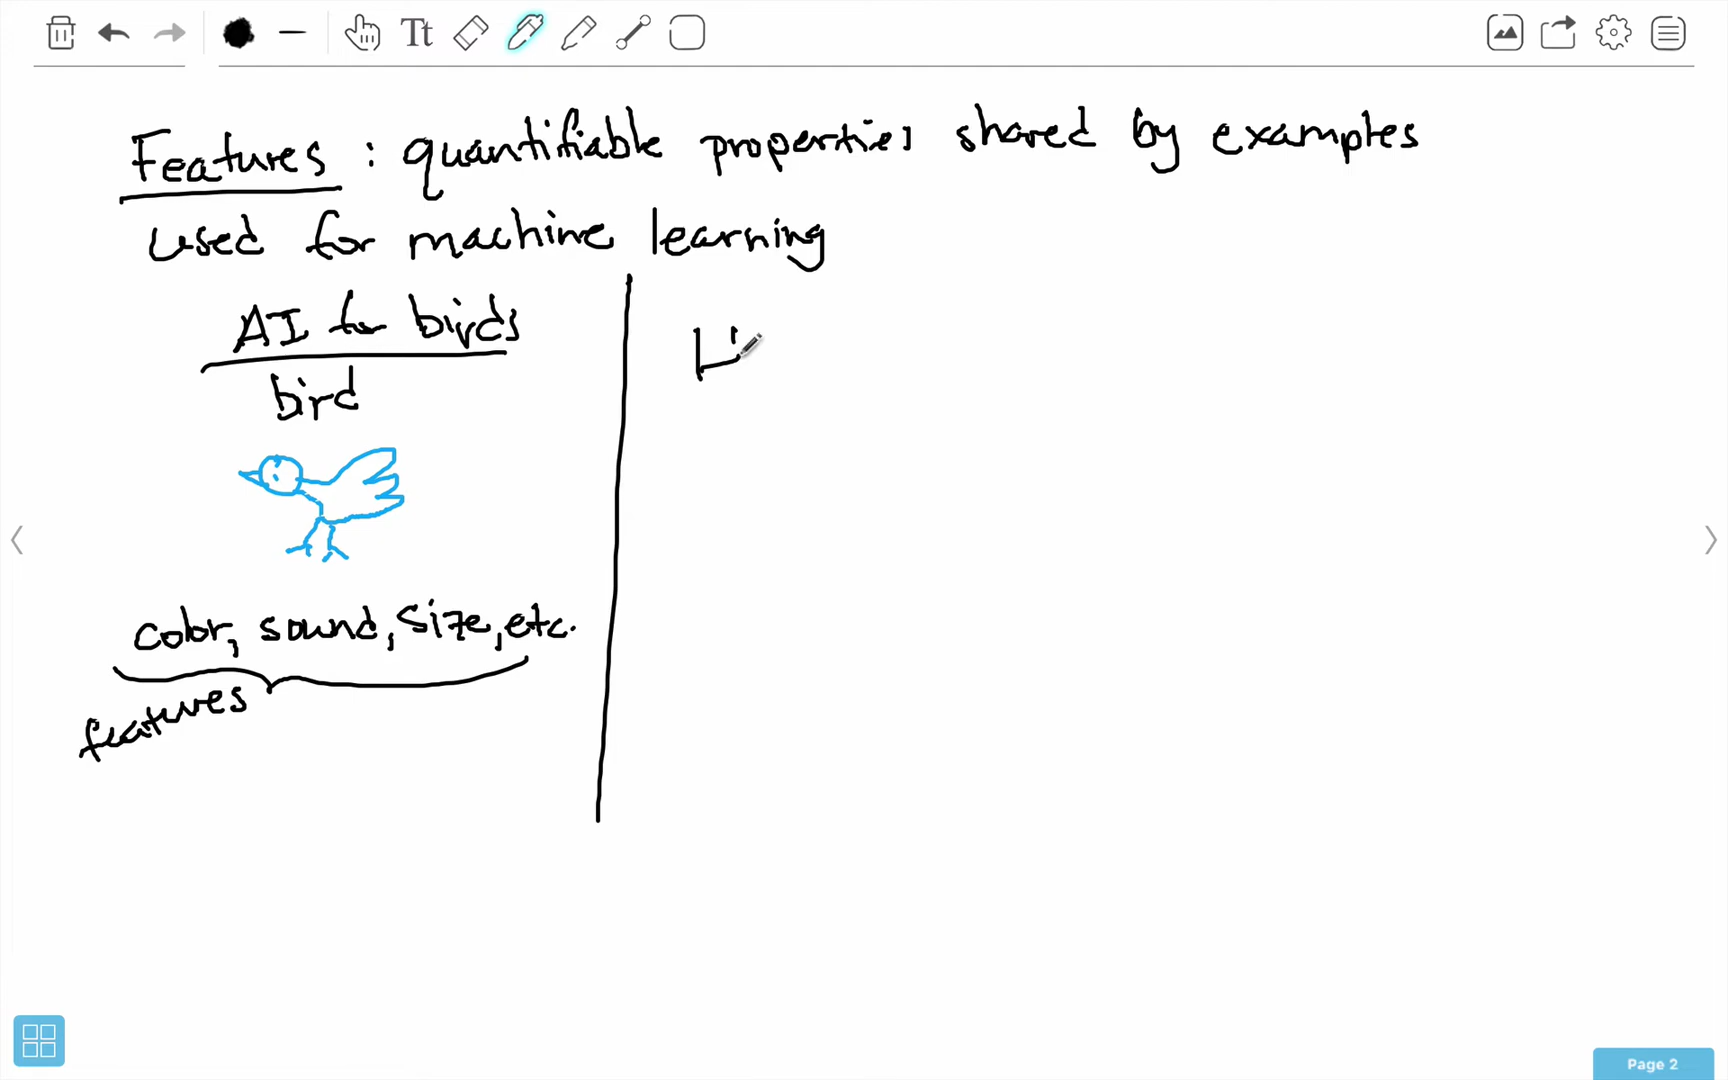 Tt
Features : quantifiable properties shared by examples
used for machine learning
AI for birds
bird
color, sound, size, etc.
features
Page 2